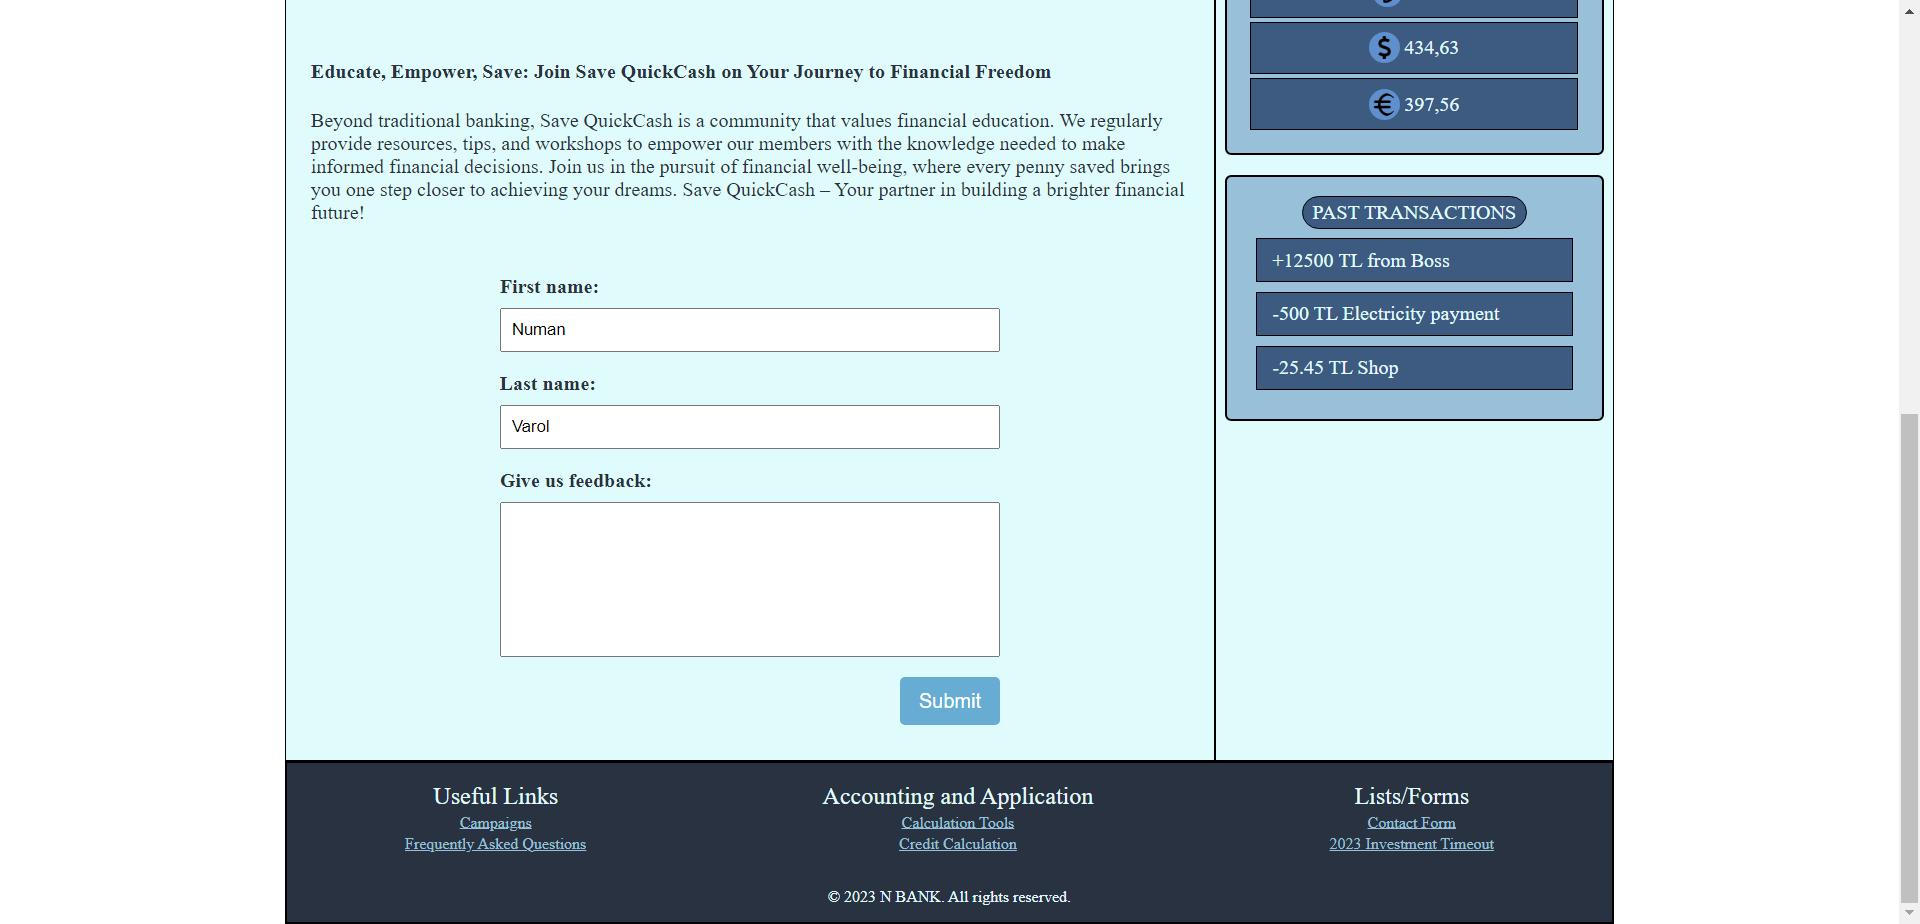 Educate, Empower, Save: Join Save QuickCash on Your Journey to Financial Freedom
Beyond traditional banking, Save QuickCash is a community that values financial education. We regularly
provide resources, tips, and workshops to empower our members with the knowledge needed to make
informed financial decisions. Join us in the pursuit of financial well-being, where every penny saved brings
you one step closer to achieving your dreams. Save QuickCash – Your partner in building a brighter financial
future!
First name:
Numan
Last name:
Varol
Give us feedback:
Submit
$ 434,63
€ 397,56
PAST TRANSACTIONS
+12500 TL from Boss
-500 TL Electricity payment
-25.45 TL Shop
Useful Links
Campaigns
Frequently Asked Questions
Accounting and Application
Calculation Tools
Credit Calculation
Lists/Forms
Contact Form
2023 Investment Timeout
© 2023 N BANK. All rights reserved.